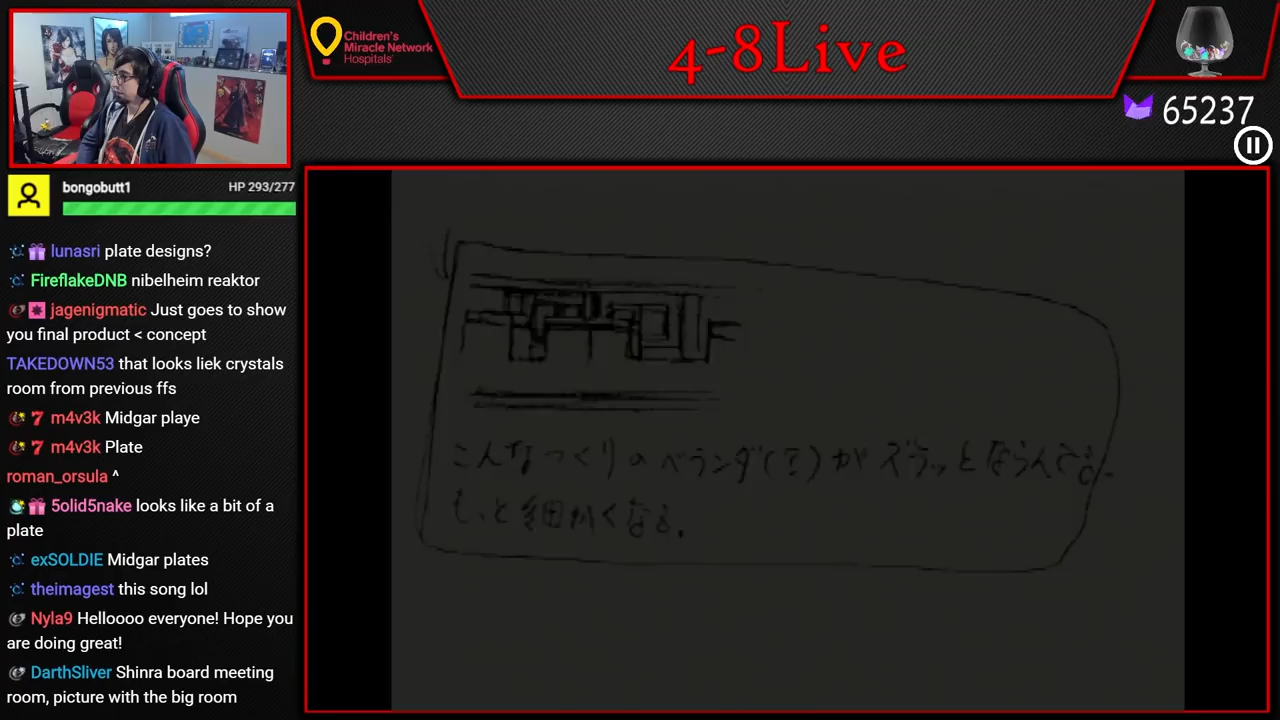 Children's
Miracle Network
Hospitals
4-8Live
65237
bongobutt1
HP 293/277
lunasri plate designs?
FireflakeDNB nibelheim reaktor
jagenigmatic Just goes to show
you final product < concept
TAKEDOWN53 that looks liek crystals
room from previous ffs
7 m4v3k Midgar playe
7 m4v3k Plate
roman_orsula ^
5olid5nake looks like a bit of a
plate
exSOLDIE Midgar plates
theimagest this song lol
Nyla9 Helloooo everyone! Hope you
are doing great!
DarthSliver Shinra board meeting
room, picture with the big room
こんなつくりのベランダ(?)がズラッとならんでる。
もっと細かくなる。